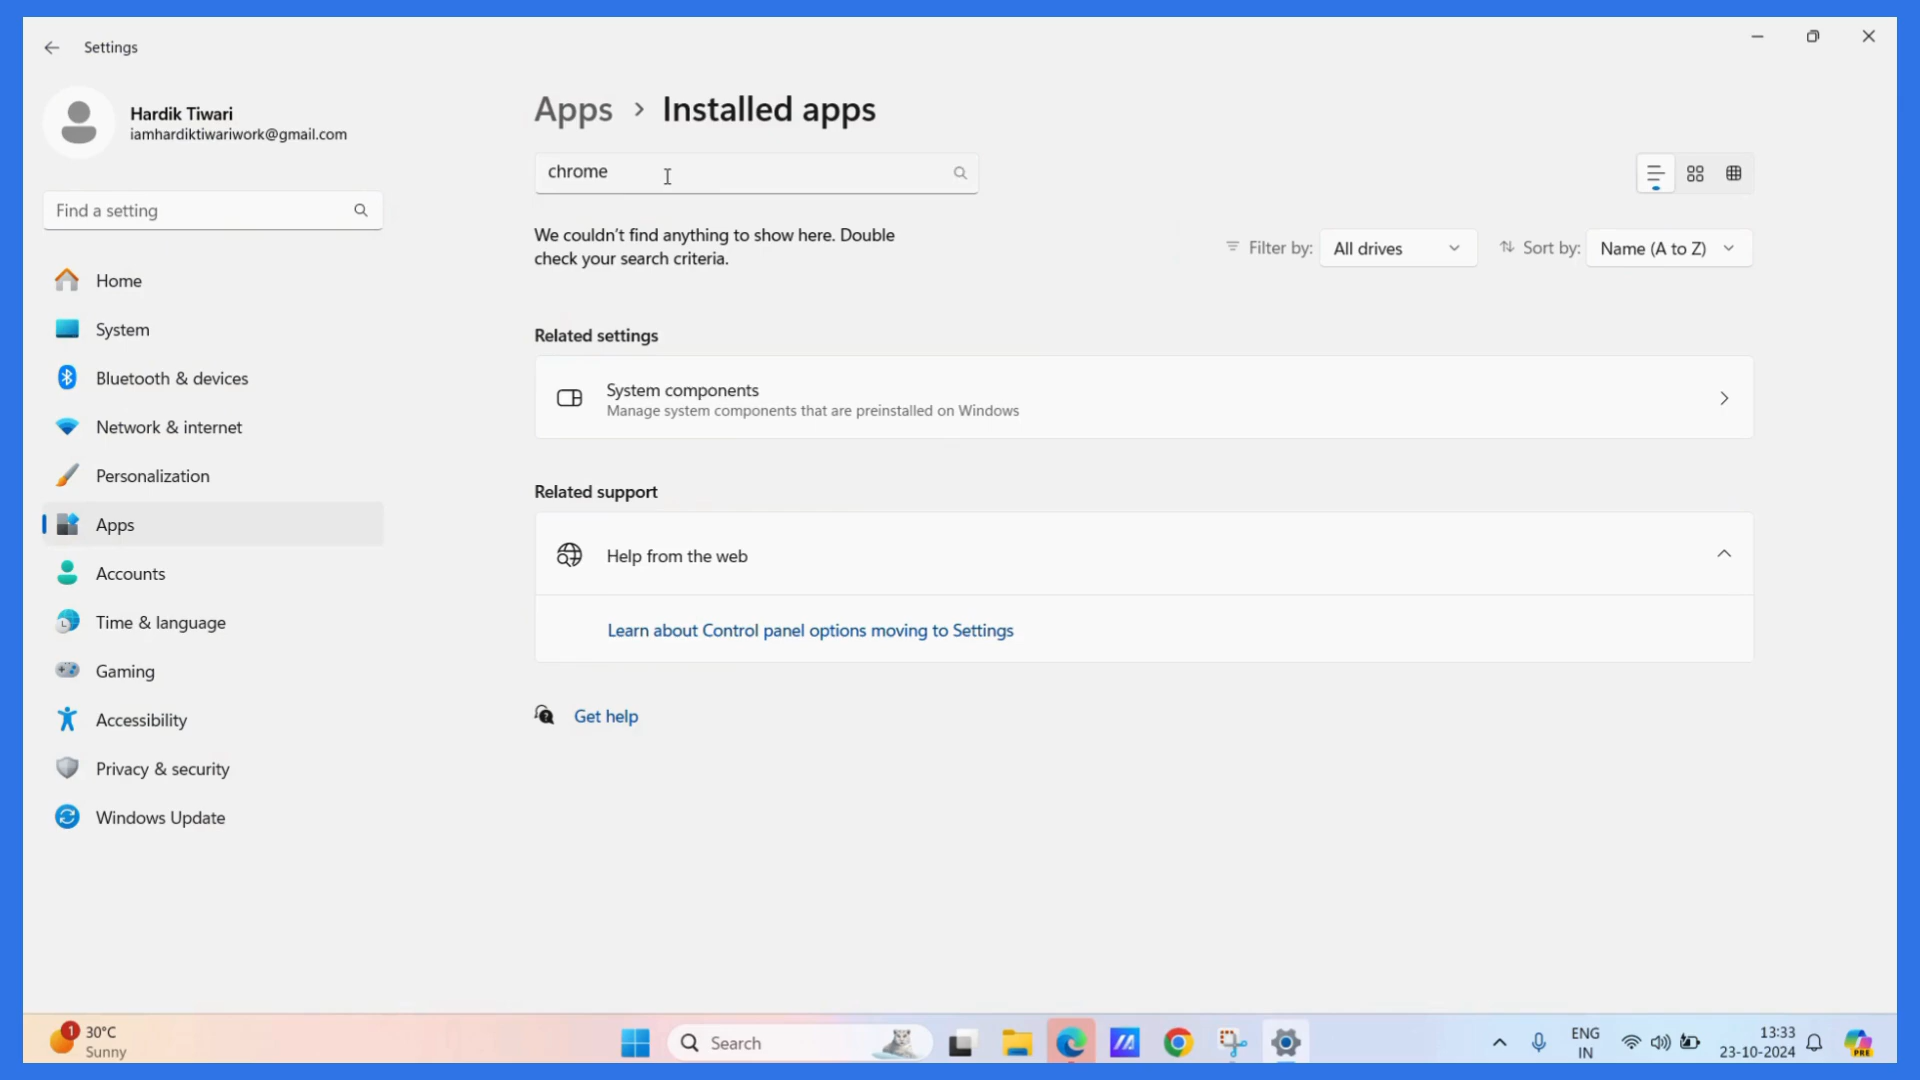 Settings
Hardik Tiwari
iamhardiktiwariwork@gmail.com
Find a setting
Home
System
Bluetooth & devices
Network & internet
Personalization
Apps
Accounts
Time & language
Gaming
Accessibility
Privacy & security
Windows Update
Apps > Installed apps
chrome
We couldn't find anything to show here. Double
check your search criteria.
Filter by: All drives
Sort by: Name (A to Z)
Related settings
System components
Manage system components that are preinstalled on Windows
Related support
Help from the web
Learn about Control panel options moving to Settings
Get help
1
30°C
Sunny
Search
ENG
IN
13:33
23-10-2024
PRE